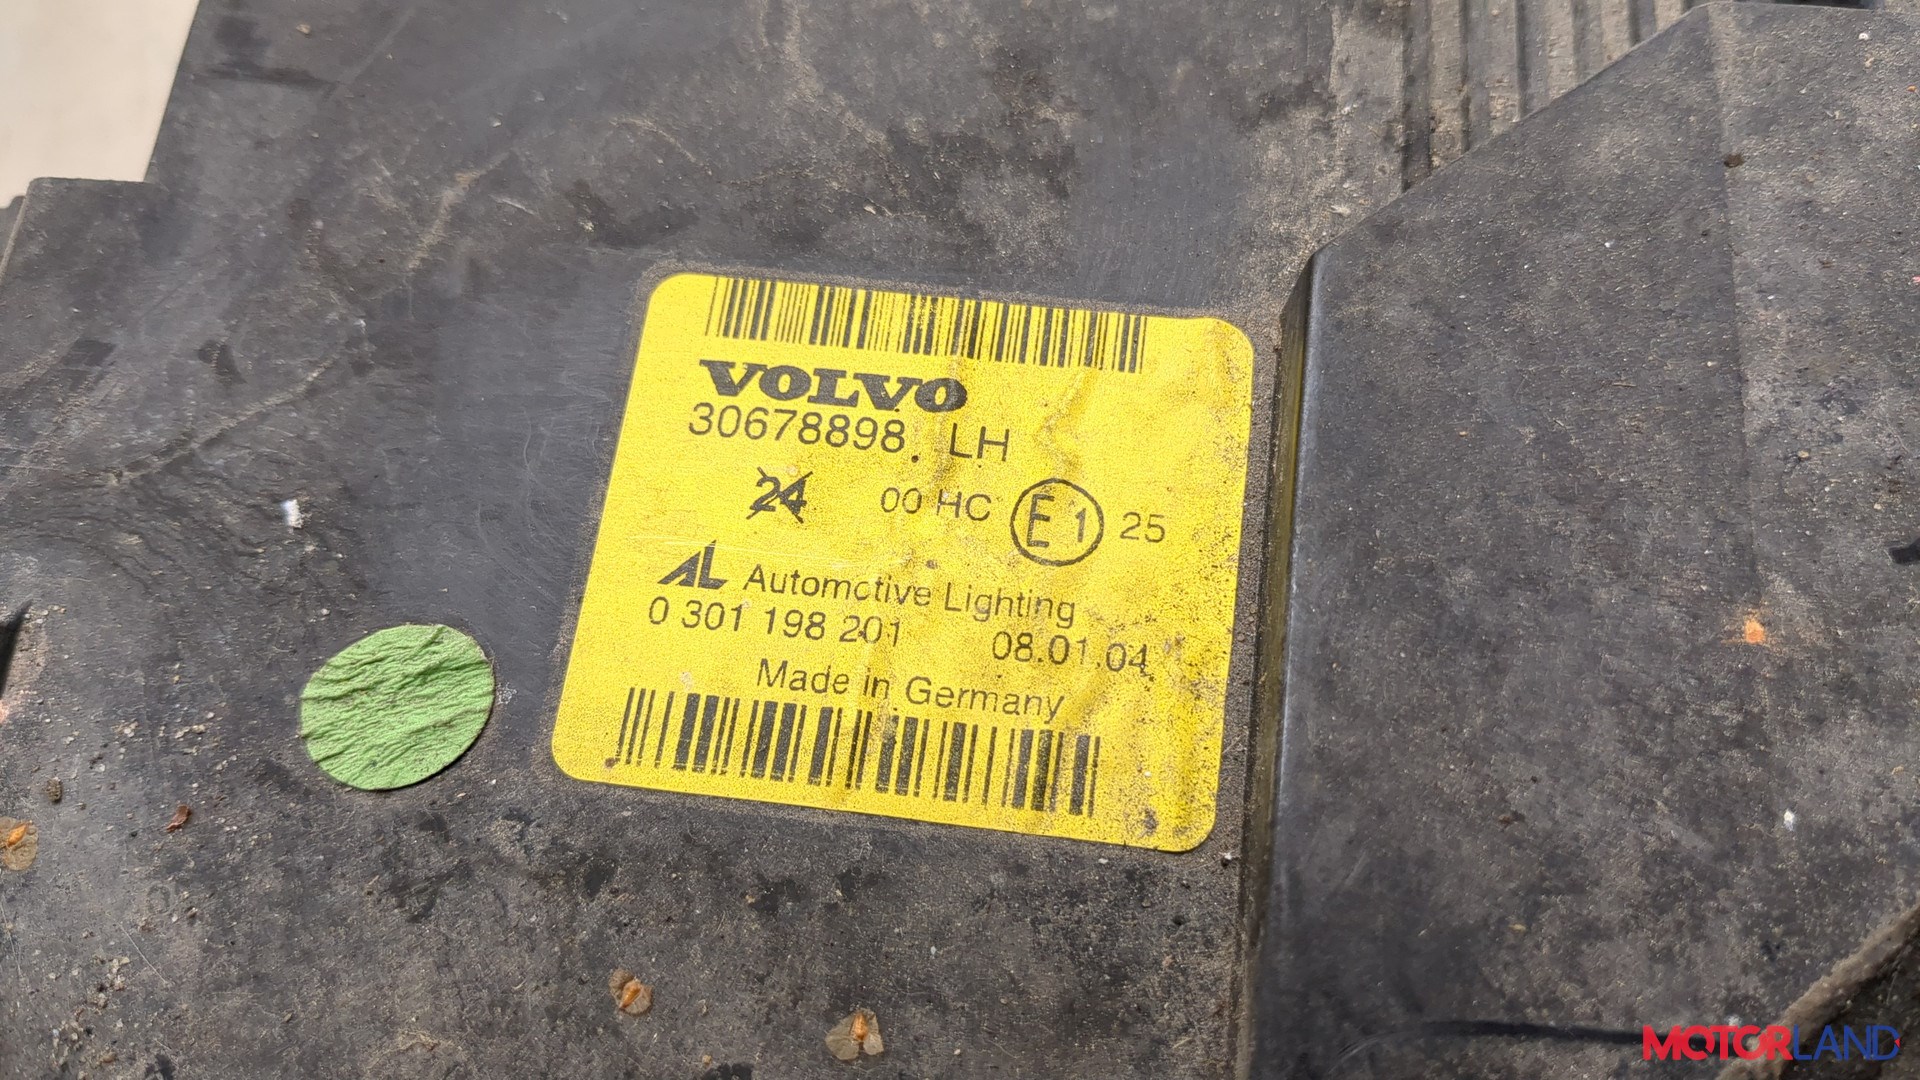 VOLVO
30678898 LH
24 00 HC E1 25
AL Automotive Lighting
0 301 198 201 08.01.04
Made in Germany
MOTORLAND